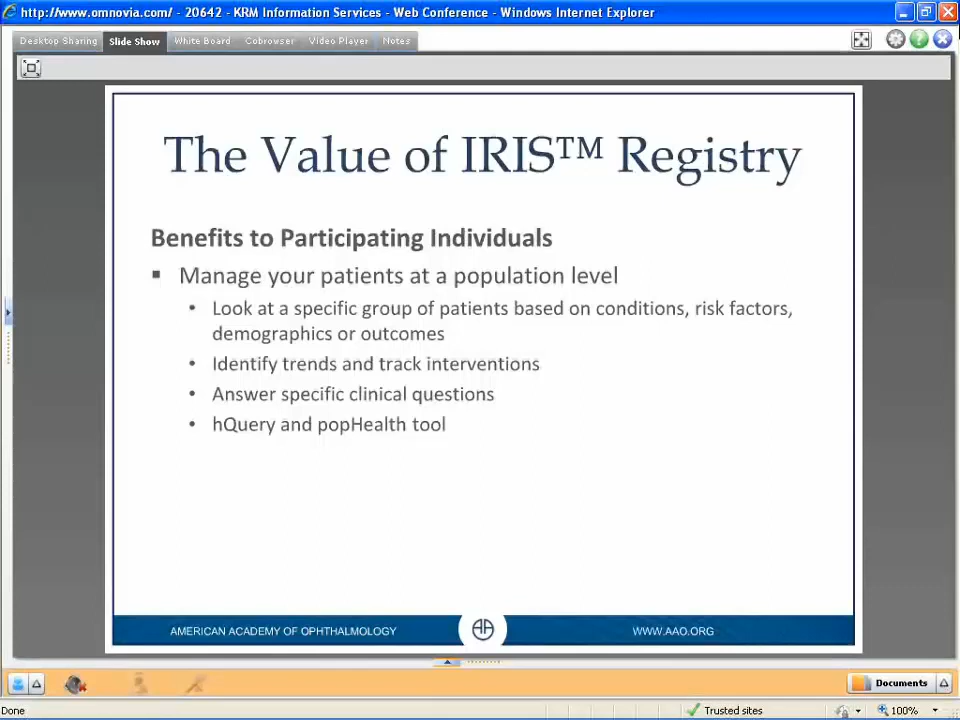 http://www.omnovia.com/ - 20642 - KRM Information Services - Web Conference - Windows Internet Explorer
Desktop Sharing Slide Show White Board Cobrowser Video Player Notes
The Value of IRIS™ Registry
Benefits to Participating Individuals
▪ Manage your patients at a population level
• Look at a specific group of patients based on conditions, risk factors,
demographics or outcomes
• Identify trends and track interventions
• Answer specific clinical questions
• hQuery and popHealth tool
AMERICAN ACADEMY OF OPHTHALMOLOGY WWW.AAO.ORG
Documents
Done Trusted sites 100%